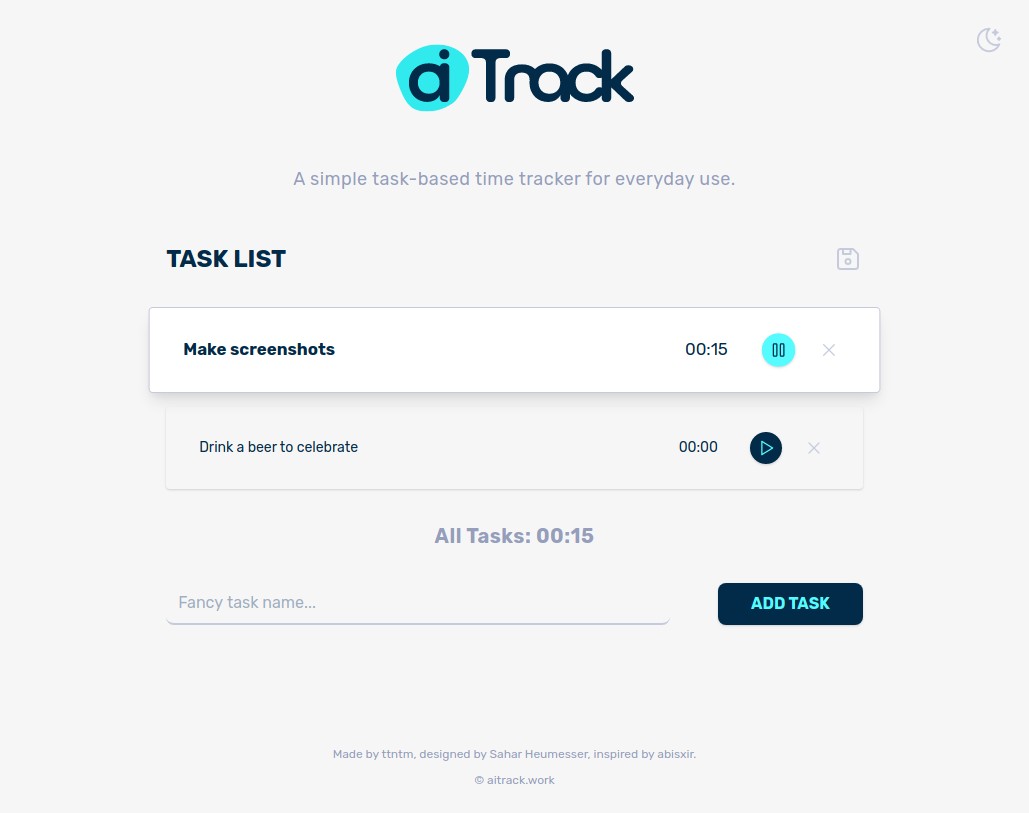 ai Track
A simple task-based time tracker for everyday use.
TASK LIST
Make screenshots 00:15
Drink a beer to celebrate 00:00
All Tasks: 00:15
Fancy task name... ADD TASK
Made by ttntm, designed by Sahar Heumesser, inspired by abisxir.
© aitrack.work